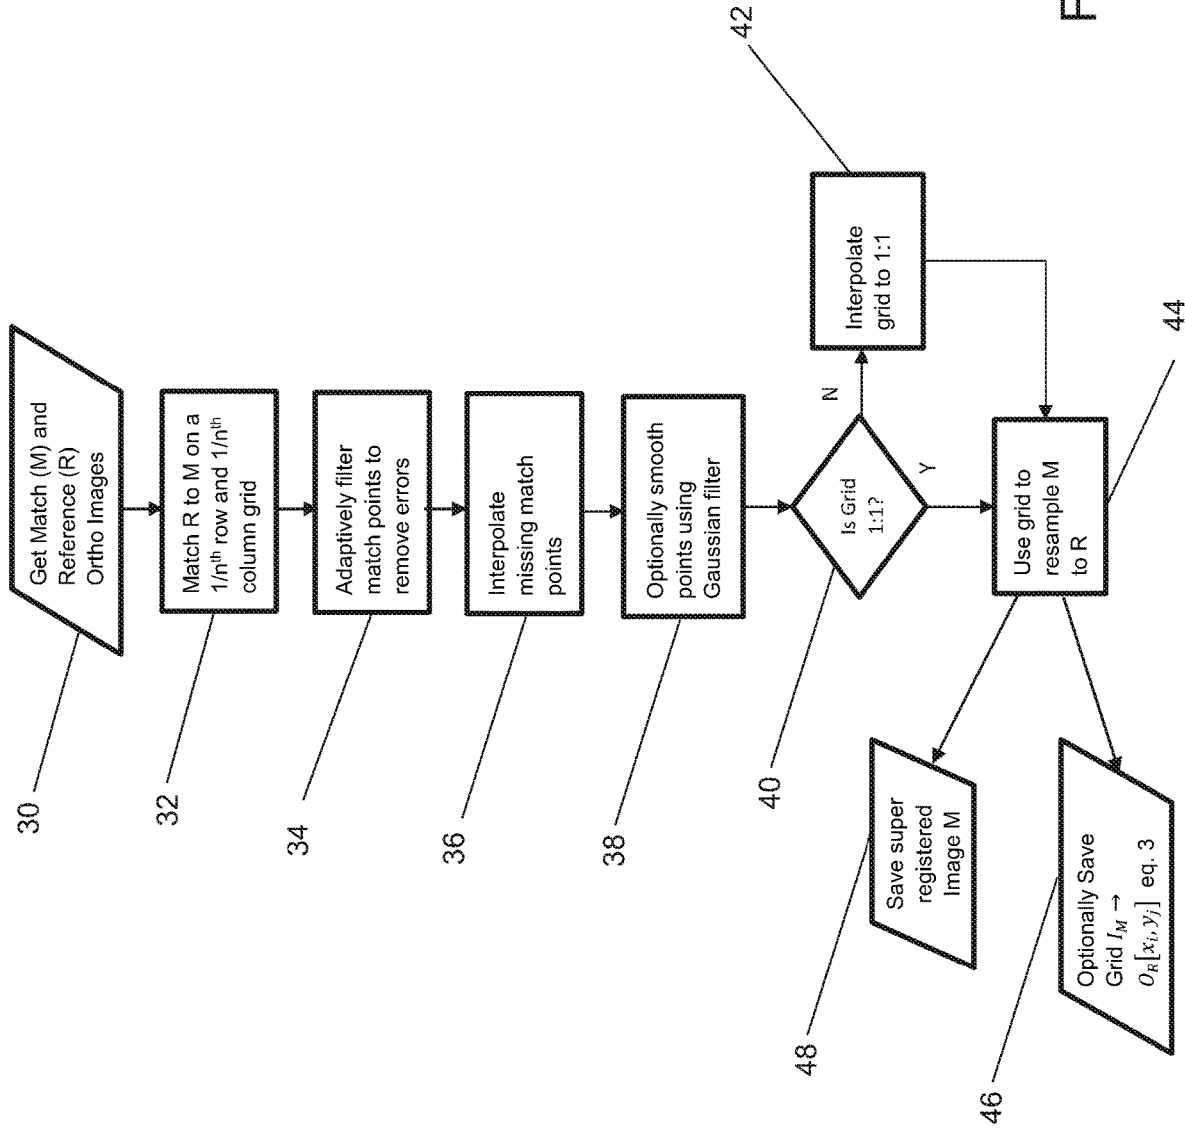 Get Match (M) and
Reference (R)
Ortho Images
30
Match R to M on a
1/nth row and 1/nth
column grid
32
Adaptively filter
match points to
remove errors
34
Interpolate
missing match
points
36
Optionally smooth
points using
Gaussian filter
38
Is Grid
1:1?
40
N
Y
Interpolate
grid to 1:1
42
Use grid to
resample M
to R
44
Save super
registered
Image M
48
Optionally Save
Grid I_M →
O_R[x_i, y_j] eq. 3
46
F